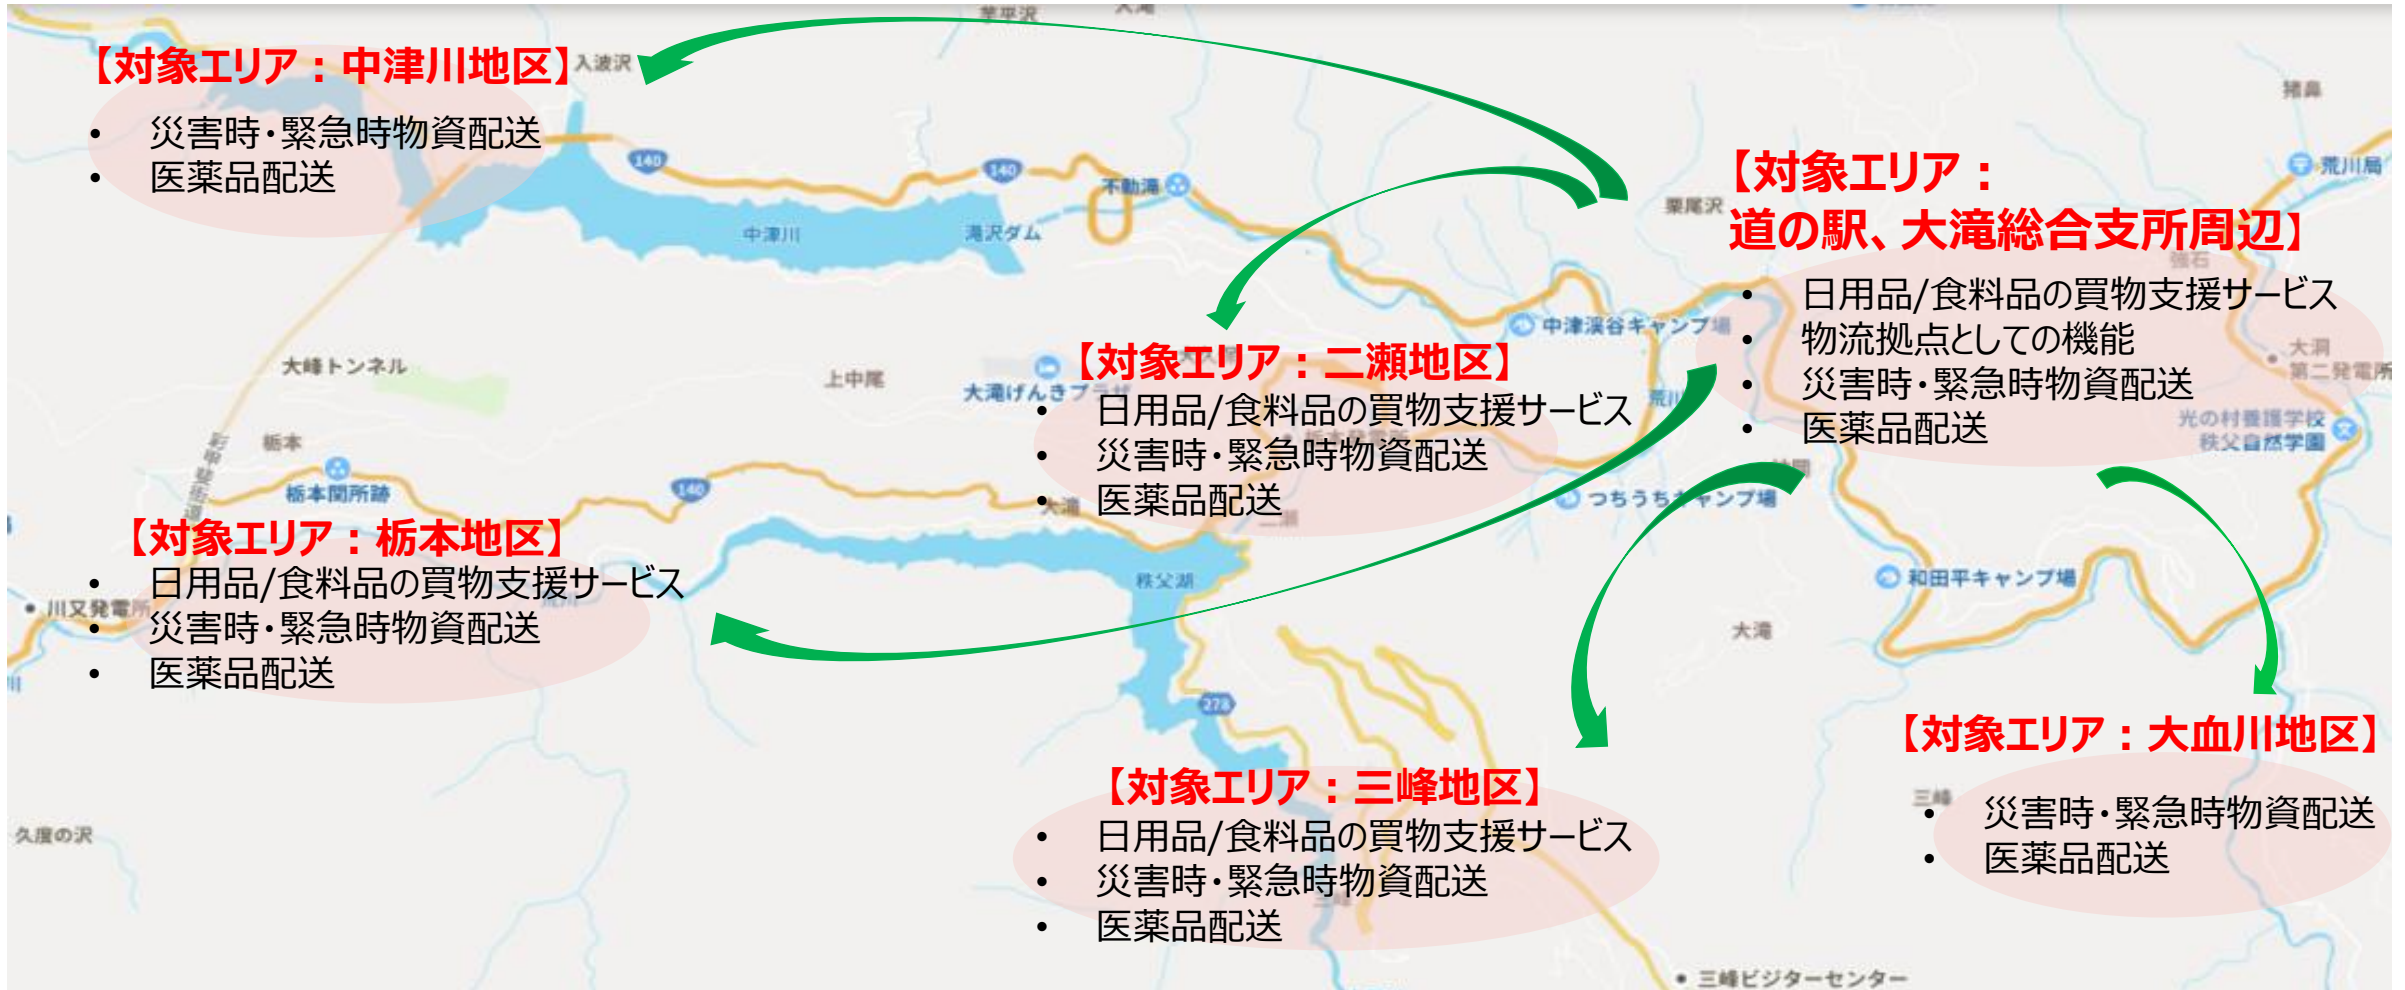 【対象エリア：中津川地区】
• 災害時・緊急時物資配送
• 医薬品配送
入波沢
140
140
不動滝
中津川
滝沢ダム
栗尾沢
猪鼻
荒川局
【対象エリア：
道の駅、大滝総合支所周辺】
強石
• 日用品/食料品の買物支援サービス
• 物流拠点としての機能
• 災害時・緊急時物資配送
• 医薬品配送
大洞
第二発電所
光の村養護学校
秩父自然学園
中津渓谷キャンプ場
大峰トンネル
上中尾
大滝げんきプラザ
【対象エリア：二瀬地区】
• 日用品/食料品の買物支援サービス
• 災害時・緊急時物資配送
• 医薬品配送
栃本
栃本関所跡
140
大滝
二瀬
つちうちキャンプ場
荒川
【対象エリア：栃本地区】
• 日用品/食料品の買物支援サービス
• 災害時・緊急時物資配送
• 医薬品配送
川又発電所
秩父湖
和田平キャンプ場
大滝
278
【対象エリア：三峰地区】
• 日用品/食料品の買物支援サービス
• 災害時・緊急時物資配送
• 医薬品配送
三峰
【対象エリア：大血川地区】
• 災害時・緊急時物資配送
• 医薬品配送
三峰
久度の沢
三峰ビジターセンター